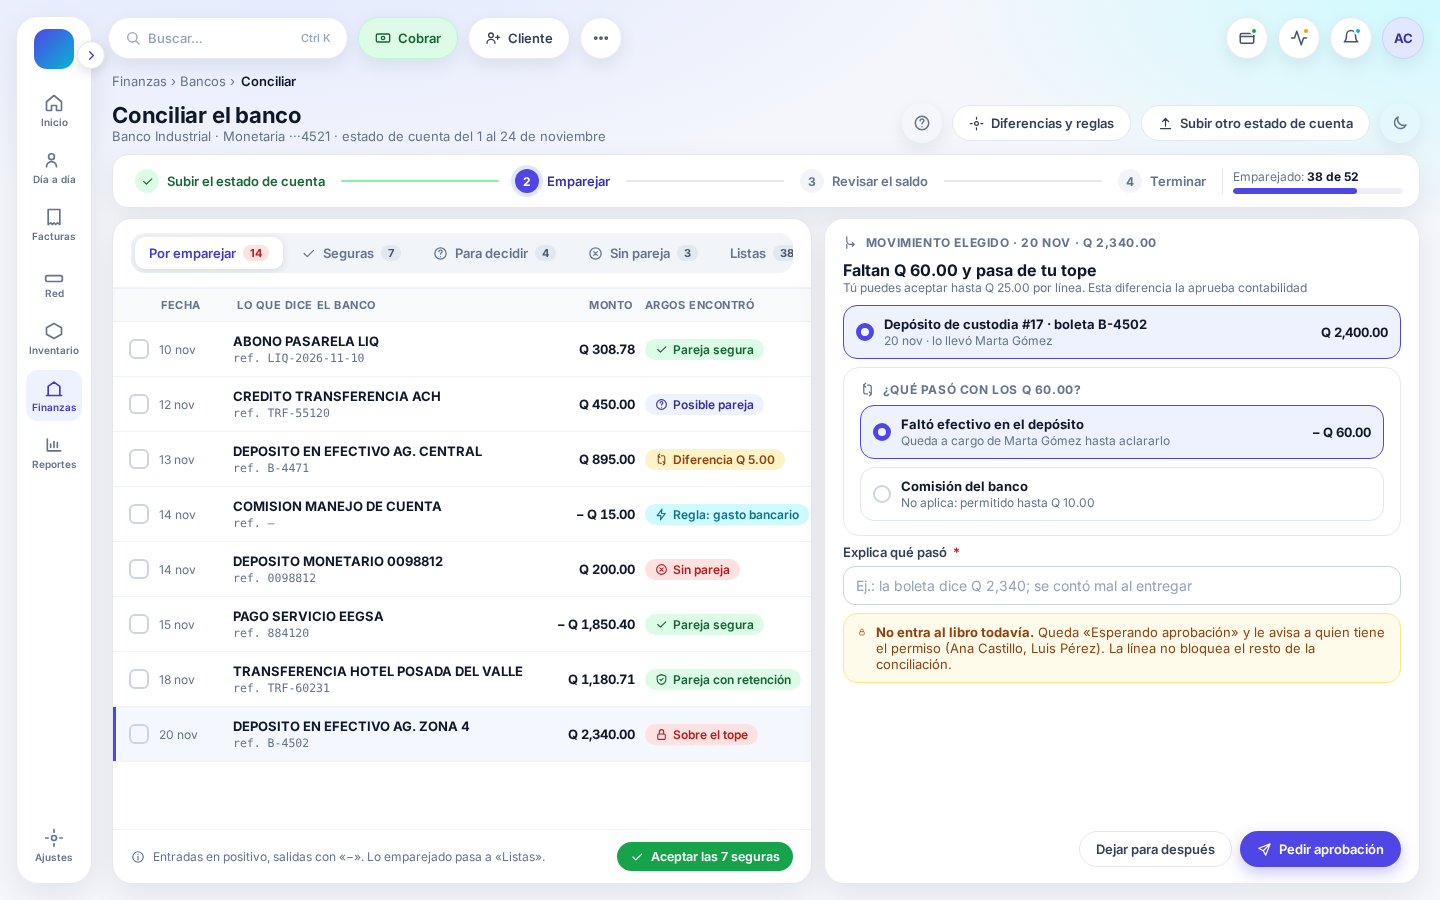 Buscar...
Ctrl K
Cobrar
Cliente
AC
Finanzas › Bancos › Conciliar
Conciliar el banco
Banco Industrial · Monetaria ···4521 · estado de cuenta del 1 al 24 de noviembre
Diferencias y reglas
Subir otro estado de cuenta
Inicio
Día a día
Facturas
Red
Inventario
Finanzas
Reportes
Ajustes
Subir el estado de cuenta
2 Emparejar
3 Revisar el saldo
4 Terminar
Emparejado: 38 de 52
Por emparejar 14
Seguras 7
Para decidir 4
Sin pareja 3
Listas 38
FECHA LO QUE DICE EL BANCO MONTO ARGOS ENCONTRÓ
10 nov ABONO PASARELA LIQ Q 308.78 Pareja segura
ref. LIQ-2026-11-10
12 nov CREDITO TRANSFERENCIA ACH Q 450.00 Posible pareja
ref. TRF-55120
13 nov DEPOSITO EN EFECTIVO AG. CENTRAL Q 895.00 Diferencia Q 5.00
ref. B-4471
14 nov COMISION MANEJO DE CUENTA – Q 15.00 Regla: gasto bancario
ref. —
14 nov DEPOSITO MONETARIO 0098812 Q 200.00 Sin pareja
ref. 0098812
15 nov PAGO SERVICIO EEGSA – Q 1,850.40 Pareja segura
ref. 884120
18 nov TRANSFERENCIA HOTEL POSADA DEL VALLE Q 1,180.71 Pareja con retención
ref. TRF-60231
20 nov DEPOSITO EN EFECTIVO AG. ZONA 4 Q 2,340.00 Sobre el tope
ref. B-4502
Entradas en positivo, salidas con «–». Lo emparejado pasa a «Listas».
Aceptar las 7 seguras
MOVIMIENTO ELEGIDO · 20 NOV · Q 2,340.00
Faltan Q 60.00 y pasa de tu tope
Tú puedes aceptar hasta Q 25.00 por línea. Esta diferencia la aprueba contabilidad
Depósito de custodia #17 · boleta B-4502 Q 2,400.00
20 nov · lo llevó Marta Gómez
¿QUÉ PASÓ CON LOS Q 60.00?
Faltó efectivo en el depósito – Q 60.00
Queda a cargo de Marta Gómez hasta aclararlo
Comisión del banco
No aplica: permitido hasta Q 10.00
Explica qué pasó *
Ej.: la boleta dice Q 2,340; se contó mal al entregar
No entra al libro todavía. Queda «Esperando aprobación» y le avisa a quien tiene
el permiso (Ana Castillo, Luis Pérez). La línea no bloquea el resto de la
conciliación.
Dejar para después
Pedir aprobación